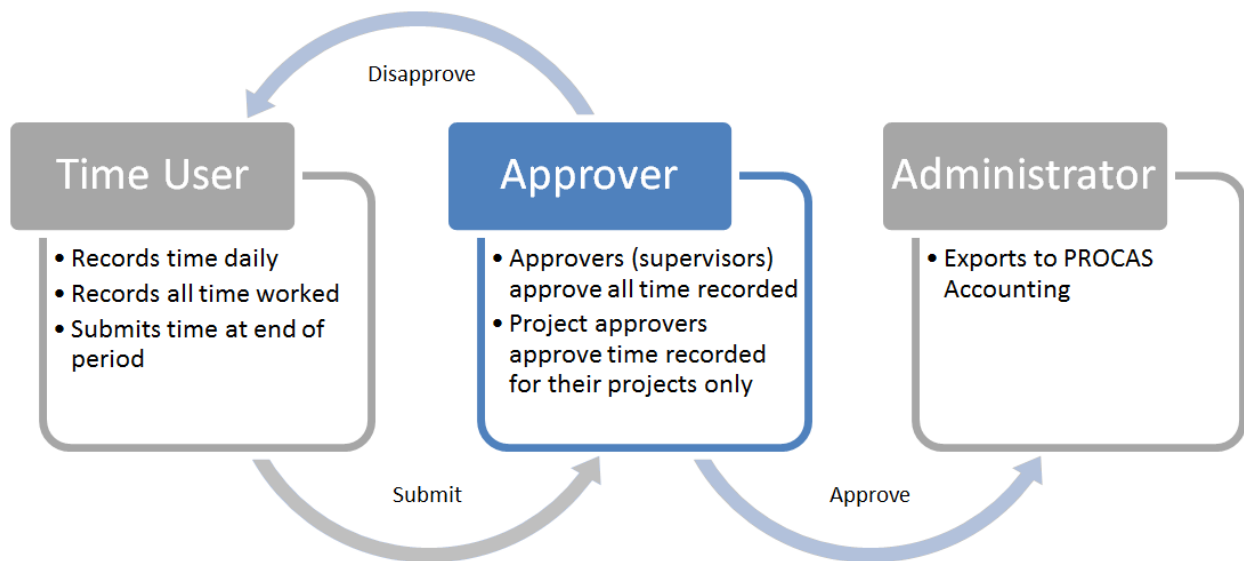 Disapprove
Time User
• Records time daily
• Records all time worked
• Submits time at end of
period
Approver
• Approvers (supervisors)
approve all time recorded
• Project approvers
approve time recorded
for their projects only
Administrator
• Exports to PROCAS
Accounting
Submit
Approve